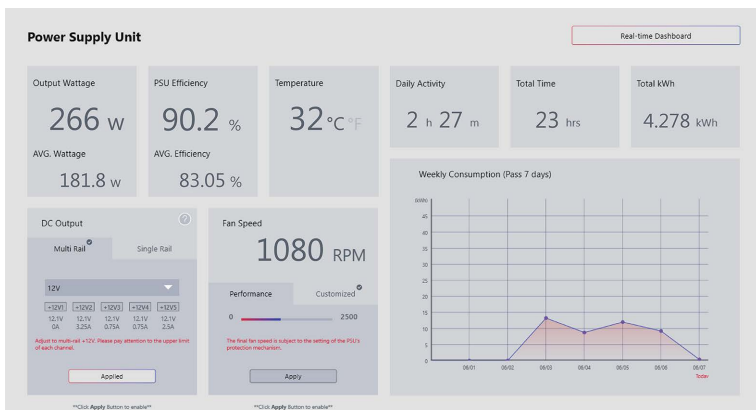 Power Supply Unit
Real-time Dashboard
Output Wattage
266 W
AVG. Wattage
181.8 W
PSU Efficiency
90.2 %
AVG. Efficiency
83.05 %
Temperature
32 °C °F
Daily Activity
2 h 27 m
Total Time
23 hrs
Total kWh
4.278 kWh
DC Output
?
Multi Rail
Single Rail
12V
+12V1 +12V2 +12V3 +12V4 +12V5
12.1V 12.1V 12.1V 12.1V 12.1V
0A 3.25A 0.75A 0.75A 2.5A
Adjust to multi-rail +12V. Please pay attention to the upper limit
of each channel.
Applied
**Click Apply Button to enable**
Fan Speed
1080 RPM
Performance
Customized
0 2500
The final fan speed is subject to the setting of the PSU's
protection mechanism.
Apply
**Click Apply Button to enable**
Weekly Consumption (Pass 7 days)
(kWh)
45
40
35
30
25
20
15
10
5
0
06/01 06/02 06/03 06/04 06/05 06/06 06/07
Today